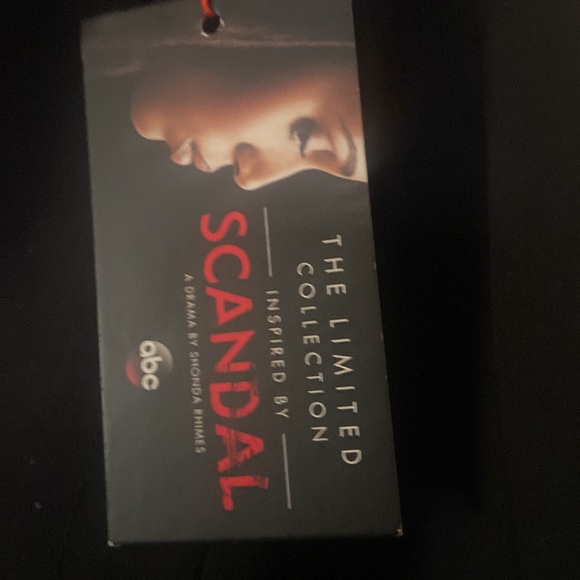 THE LIMITED
COLLECTION
INSPIRED BY
SCANDAL
A DRAMA BY SHONDA RHIMES
abc